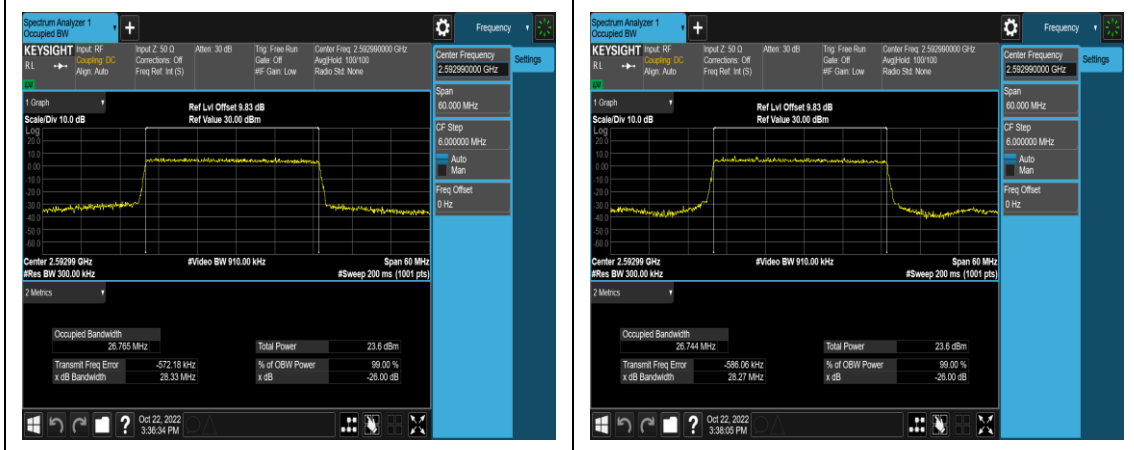 Spectrum Analyzer 1
Occupied BW
+
Frequency
KEYSIGHT
RL
Input: RF
Coupling: DC
Align: Auto
Input Z: 50 Ω
Corrections: Off
Freq Ref: Int (S)
Atten: 30 dB
Trig: Free Run
Gate: Off
#IF Gain: Low
Center Freq: 2.592990000 GHz
Avg|Hold: 100/100
Radio Std: None
Center Frequency
2.592990000 GHz
Settings
Span
60.000 MHz
CF Step
6.000000 MHz
Auto
Man
Freq Offset
0 Hz
1 Graph
Scale/Div 10.0 dB
Ref Lvl Offset 9.83 dB
Ref Value 30.00 dBm
Log
20.0
10.0
0.00
-10.0
-20.0
-30.0
-40.0
-50.0
-60.0
Center 2.59299 GHz
#Res BW 300.00 kHz
#Video BW 910.00 kHz
Span 60 MHz
#Sweep 200 ms (1001 pts)
2 Metrics
Occupied Bandwidth
26.765 MHz
Total Power 23.6 dBm
Transmit Freq Error -572.18 kHz
% of OBW Power 99.00 %
x dB Bandwidth 28.33 MHz
x dB -26.00 dB
?
Oct 22, 2022
3:36:34 PM
Spectrum Analyzer 1
Occupied BW
+
Frequency
KEYSIGHT
RL
Input: RF
Coupling: DC
Align: Auto
Input Z: 50 Ω
Corrections: Off
Freq Ref: Int (S)
Atten: 30 dB
Trig: Free Run
Gate: Off
#IF Gain: Low
Center Freq: 2.592990000 GHz
Avg|Hold: 100/100
Radio Std: None
Center Frequency
2.592990000 GHz
Settings
Span
60.000 MHz
CF Step
6.000000 MHz
Auto
Man
Freq Offset
0 Hz
1 Graph
Scale/Div 10.0 dB
Ref Lvl Offset 9.83 dB
Ref Value 30.00 dBm
Log
20.0
10.0
0.00
-10.0
-20.0
-30.0
-40.0
-50.0
-60.0
Center 2.59299 GHz
#Res BW 300.00 kHz
#Video BW 910.00 kHz
Span 60 MHz
#Sweep 200 ms (1001 pts)
2 Metrics
Occupied Bandwidth
26.744 MHz
Total Power 23.6 dBm
Transmit Freq Error -586.06 kHz
% of OBW Power 99.00 %
x dB Bandwidth 28.27 MHz
x dB -26.00 dB
?
Oct 22, 2022
3:38:05 PM